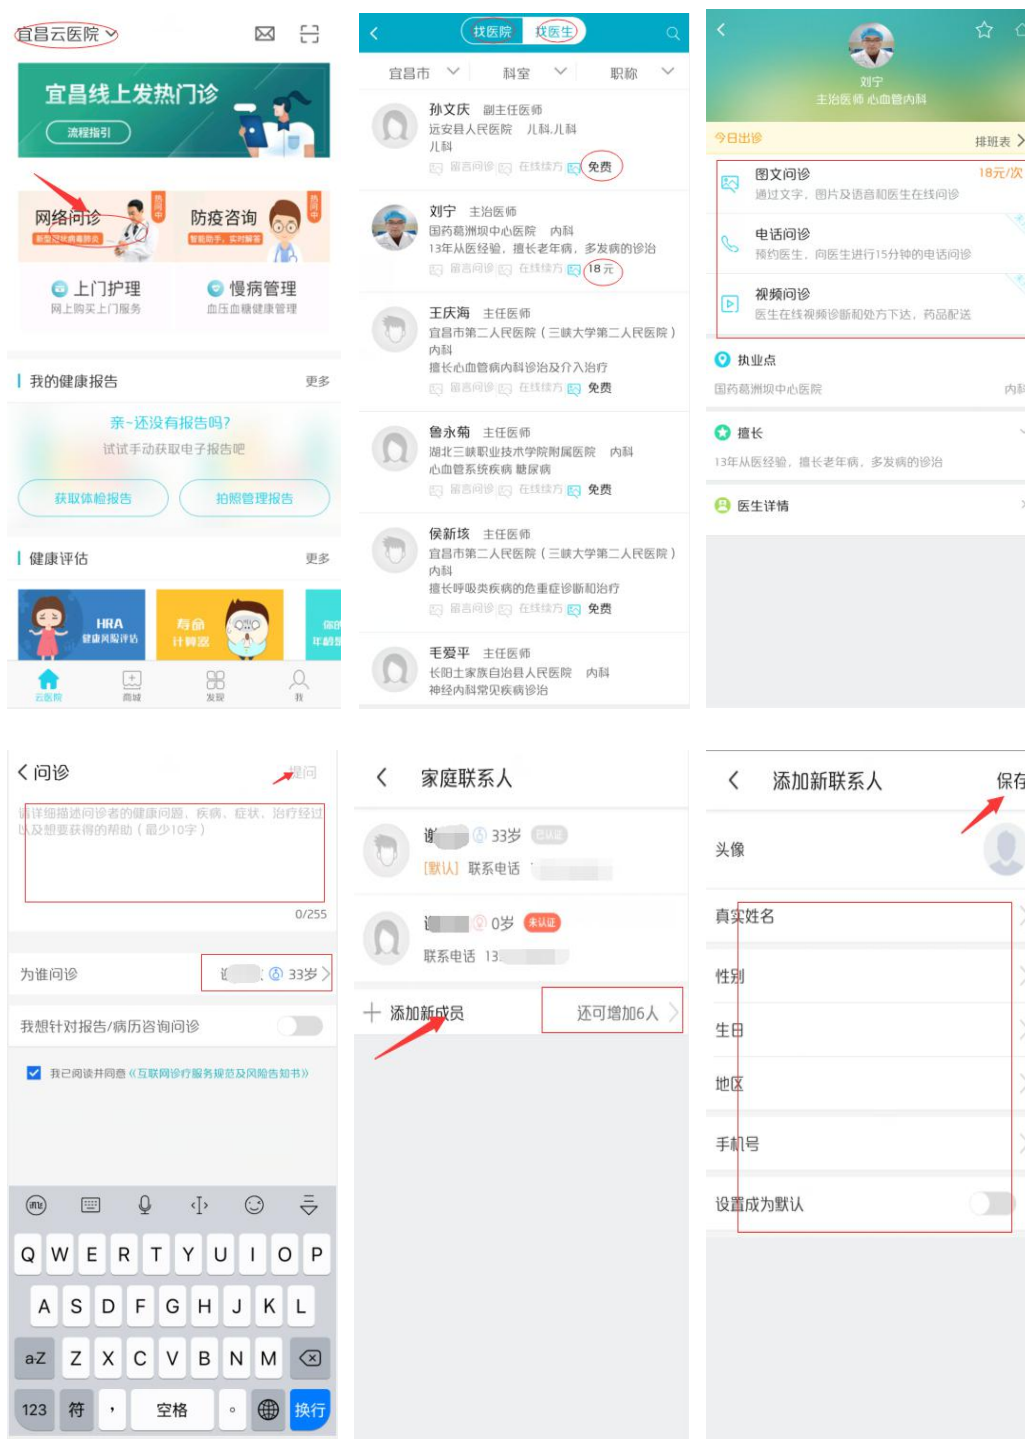 宜昌云医院
宜昌线上发热门诊
流程指引
网络问诊
新型冠状病毒肺炎
热问中
防疫咨询
智能助手，实时解答
热问中
上门护理
网上购买上门服务
慢病管理
血压血糖健康管理
我的健康报告
更多
亲~还没有报告吗?
试试手动获取电子报告吧
获取体检报告
拍照管理报告
健康评估
更多
HRA
健康风险评估
寿命
计算器
年龄
云医院
商城
发现
我
找医院
找医生
宜昌市
科室
职称
孙文庆 副主任医师
远安县人民医院 儿科.儿科
儿科
留言问诊 在线续方 免费
刘宁 主治医师
国药葛洲坝中心医院 内科
13年从医经验，擅长老年病，多发病的诊治
留言问诊 在线续方 18元
王庆海 主任医师
宜昌市第二人民医院（三峡大学第二人民医院）
内科
擅长心血管病内科诊治及介入治疗
留言问诊 在线续方 免费
鲁永菊 主任医师
湖北三峡职业技术学院附属医院 内科
心血管系统疾病 糖尿病
留言问诊 在线续方 免费
侯新垓 主任医师
宜昌市第二人民医院（三峡大学第二人民医院）
内科
擅长呼吸类疾病的危重症诊断和治疗
留言问诊 在线续方 免费
毛爱平 主任医师
长阳土家族自治县人民医院 内科
神经内科常见疾病诊治
刘宁
主治医师 心血管内科
今日出诊
排班表
图文问诊
18元/次
通过文字，图片及语音和医生在线问诊
电话问诊
预约医生，向医生进行15分钟的电话问诊
视频问诊
医生在线视频诊断和处方下达，药品配送
执业点
国药葛洲坝中心医院
内科
擅长
13年从医经验，擅长老年病，多发病的诊治
医生详情
问诊
提问
请详细描述问诊者的健康问题、疾病、症状、治疗经过
以及想要获得的帮助（最少10字）
0/255
为谁问诊
33岁
我想针对报告/病历咨询问诊
我已阅读并同意《互联网诊疗服务规范及风险告知书》
Q W E R T Y U I O P
A S D F G H J K L
a-Z Z X C V B N M
123 符 ， 空格 。 换行
家庭联系人
谢 33岁 已认证
[默认] 联系电话
0岁 未认证
联系电话 13
添加新成员
还可增加6人
添加新联系人
保存
头像
真实姓名
性别
生日
地区
手机号
设置成为默认